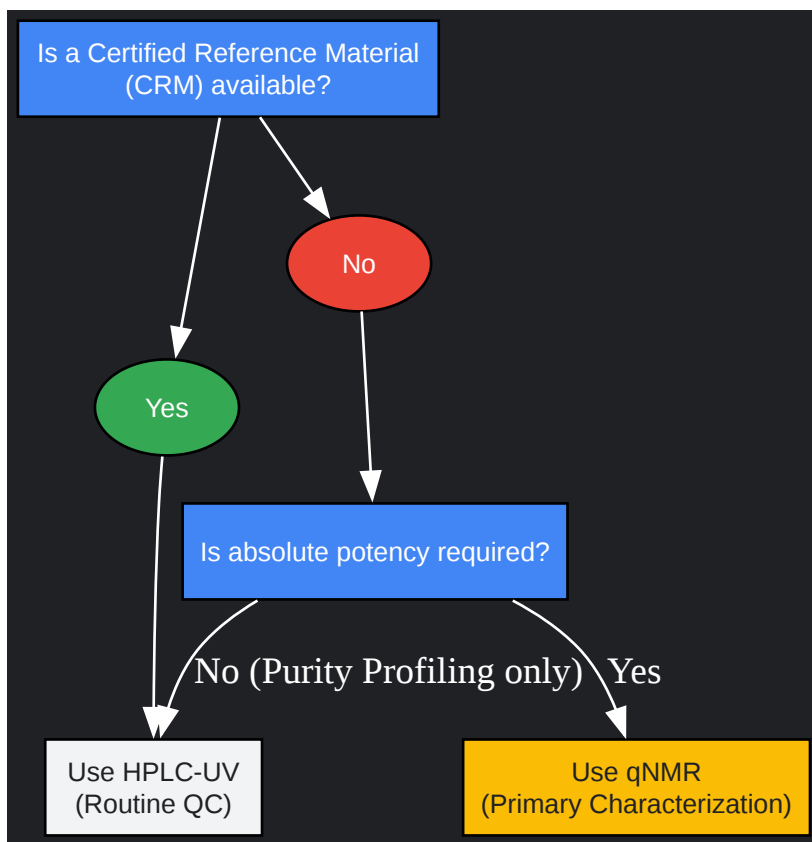 Is a Certified Reference Material
(CRM) available?
No
Yes
Is absolute potency required?
No (Purity Profiling only)
Yes
Use HPLC-UV
(Routine QC)
Use qNMR
(Primary Characterization)